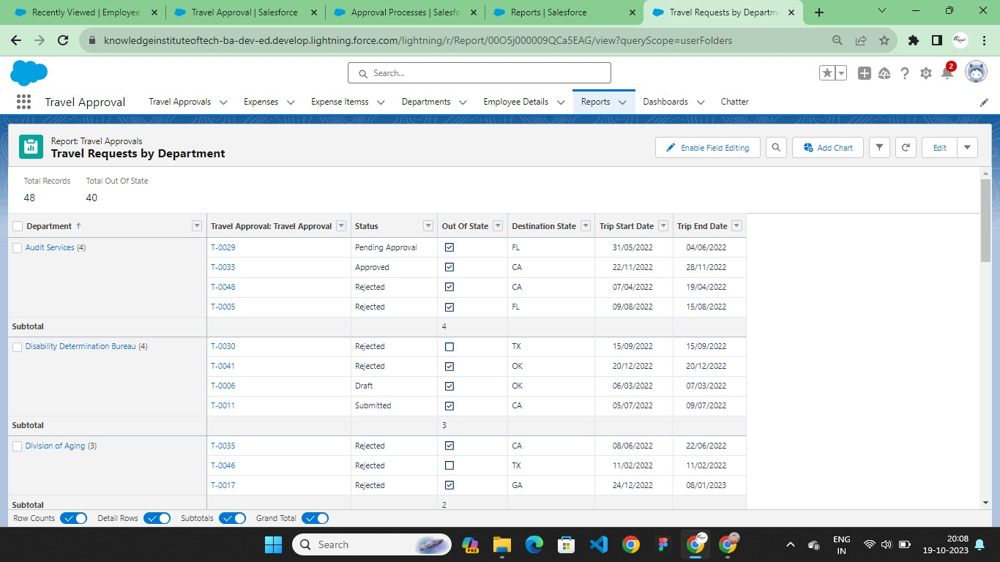 Recently Viewed | Employee
Travel Approval | Salesforce
Approval Processes | Salesfo
Reports | Salesforce
Travel Requests by Departm
knowledgeinstituteoftech-ba-dev-ed.develop.lightning.force.com/lightning/r/Report/00O5j000009QCa5EAG/view?queryScope=userFolders
Search...
2
Travel Approval
Travel Approvals
Expenses
Expense Itemss
Departments
Employee Details
Reports
Dashboards
Chatter
Report: Travel Approvals
Travel Requests by Department
Enable Field Editing
Add Chart
Edit
Total Records Total Out Of State
48 40
Department ↑ Travel Approval: Travel Approval Status Out Of State Destination State Trip Start Date Trip End Date
Audit Services (4) T-0029 Pending Approval FL 31/05/2022 04/06/2022
T-0033 Approved CA 22/11/2022 28/11/2022
T-0048 Rejected CA 07/04/2022 19/04/2022
T-0005 Rejected FL 09/08/2022 15/08/2022
Subtotal 4
Disability Determination Bureau (4) T-0030 Rejected TX 15/09/2022 15/09/2022
T-0041 Rejected OK 20/12/2022 20/12/2022
T-0006 Draft OK 06/03/2022 07/03/2022
T-0011 Submitted CA 05/07/2022 09/07/2022
Subtotal 3
Division of Aging (3) T-0035 Rejected CA 08/06/2022 22/06/2022
T-0046 Rejected TX 11/02/2022 11/02/2022
T-0017 Rejected GA 24/12/2022 08/01/2023
Subtotal 2
Row Counts Detail Rows Subtotals Grand Total
Search
PRE
ENG
IN
20:08
19-10-2023